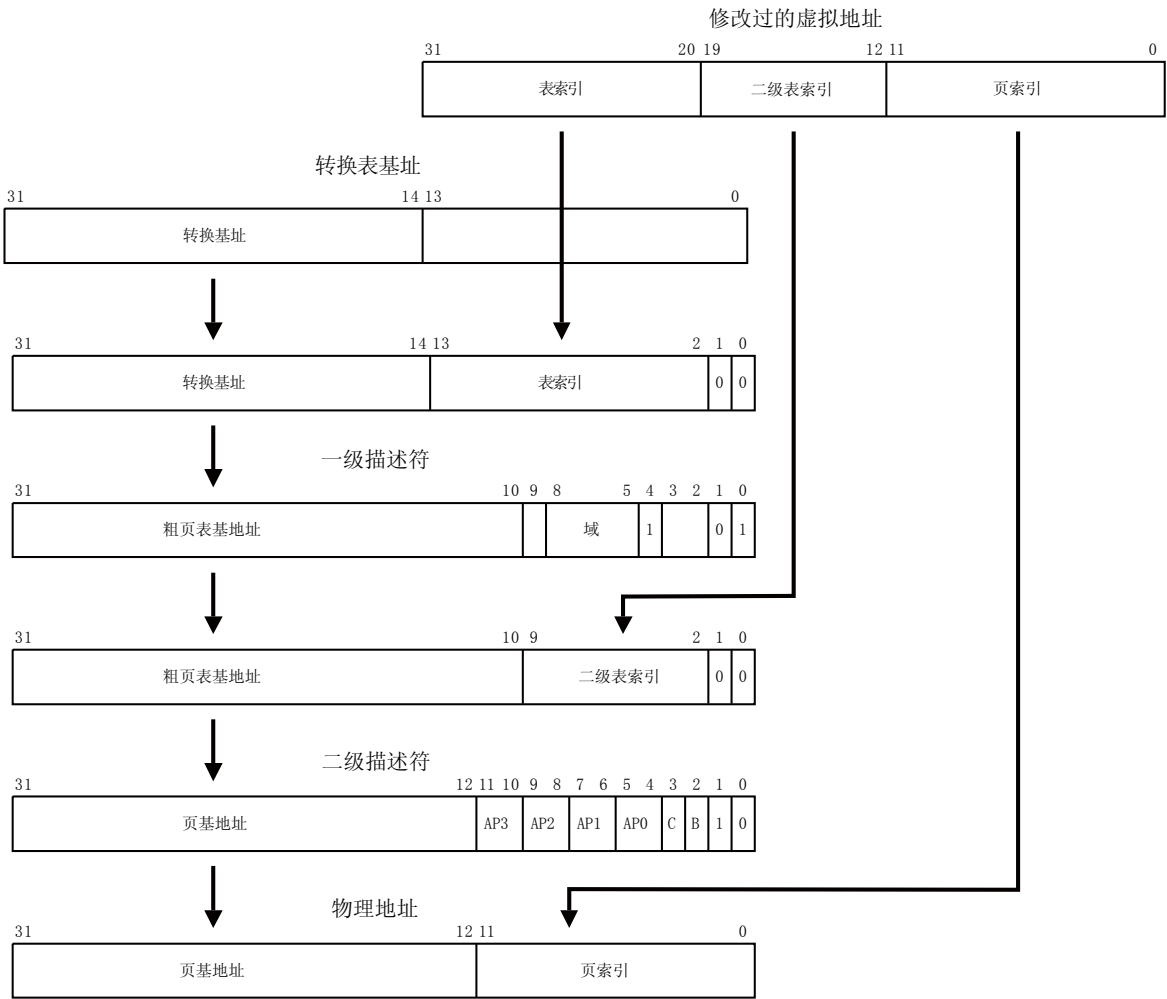 修改过的虚拟地址
31 20 19 12 11 0
表索引 二级表索引 页索引
转换表基址
31 14 13 0
转换基址
31 14 13 2 1 0
转换基址 表索引 0 0
一级描述符
31 10 9 8 5 4 3 2 1 0
粗页表基地址 域 1 0 1
31 10 9 2 1 0
粗页表基地址 二级表索引 0 0
二级描述符
31 12 11 10 9 8 7 6 5 4 3 2 1 0
页基地址 AP3 AP2 AP1 AP0 C B 1 0
物理地址
31 12 11 0
页基地址 页索引